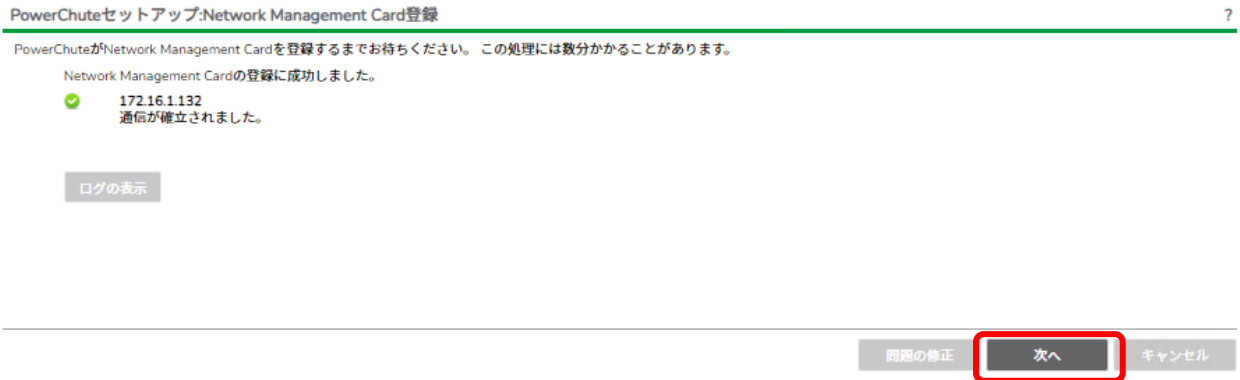 PowerChuteセットアップ:Network Management Card登録
?
PowerChuteがNetwork Management Cardを登録するまでお待ちください。 この処理には数分かかることがあります。
Network Management Cardの登録に成功しました。
172.16.1.132
通信が確立されました。
ログの表示
問題の修正 次へ キャンセル